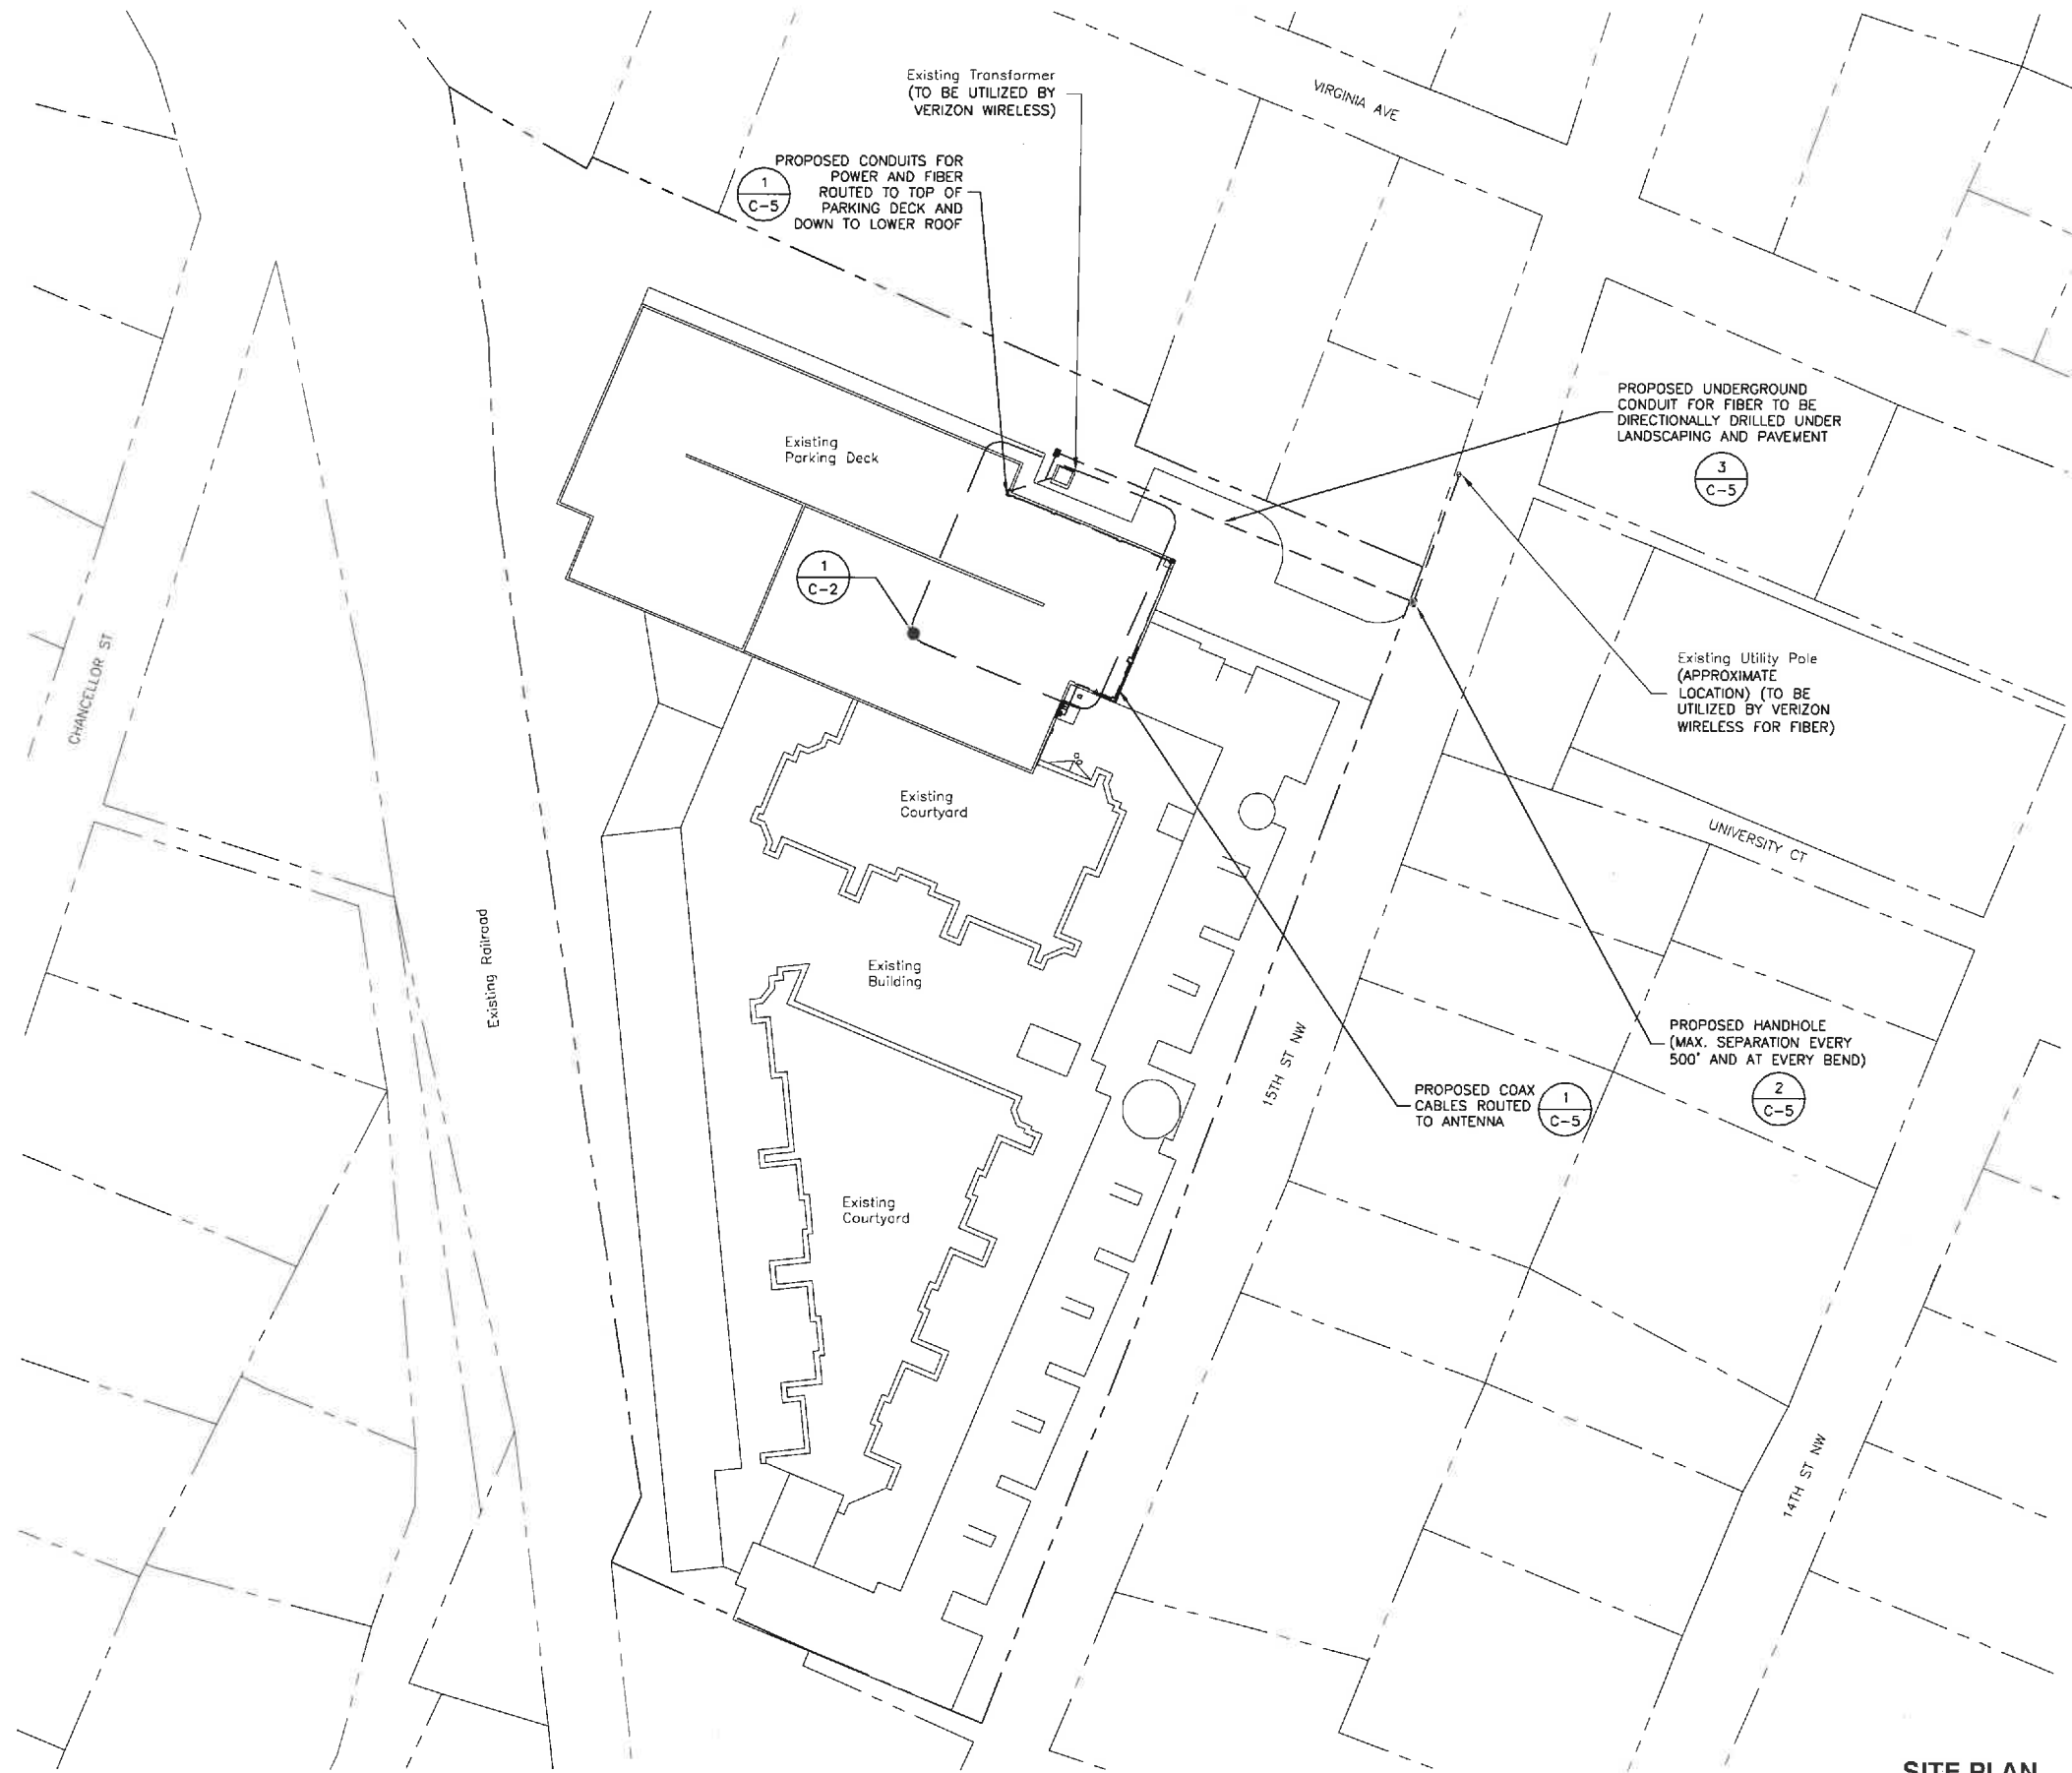 Existing Transformer
(TO BE UTILIZED BY
VERIZON WIRELESS)
VIRGINIA AVE
PROPOSED CONDUITS FOR
POWER AND FIBER
ROUTED TO TOP OF
PARKING DECK AND
DOWN TO LOWER ROOF
1
C-5
PROPOSED UNDERGROUND
CONDUIT FOR FIBER TO BE
DIRECTIONALLY DRILLED UNDER
LANDSCAPING AND PAVEMENT
3
C-5
Existing
Parking Deck
1
C-2
Existing Utility Pole
(APPROXIMATE
LOCATION) (TO BE
UTILIZED BY VERIZON
WIRELESS FOR FIBER)
CHANCELLOR ST
Existing
Courtyard
UNIVERSITY CT
Existing Railroad
Existing
Building
PROPOSED HANDHOLE
(MAX. SEPARATION EVERY
500' AND AT EVERY BEND)
2
C-5
15TH ST NW
PROPOSED COAX
CABLES ROUTED
TO ANTENNA
1
C-5
Existing
Courtyard
14TH ST NW
SITE PLAN